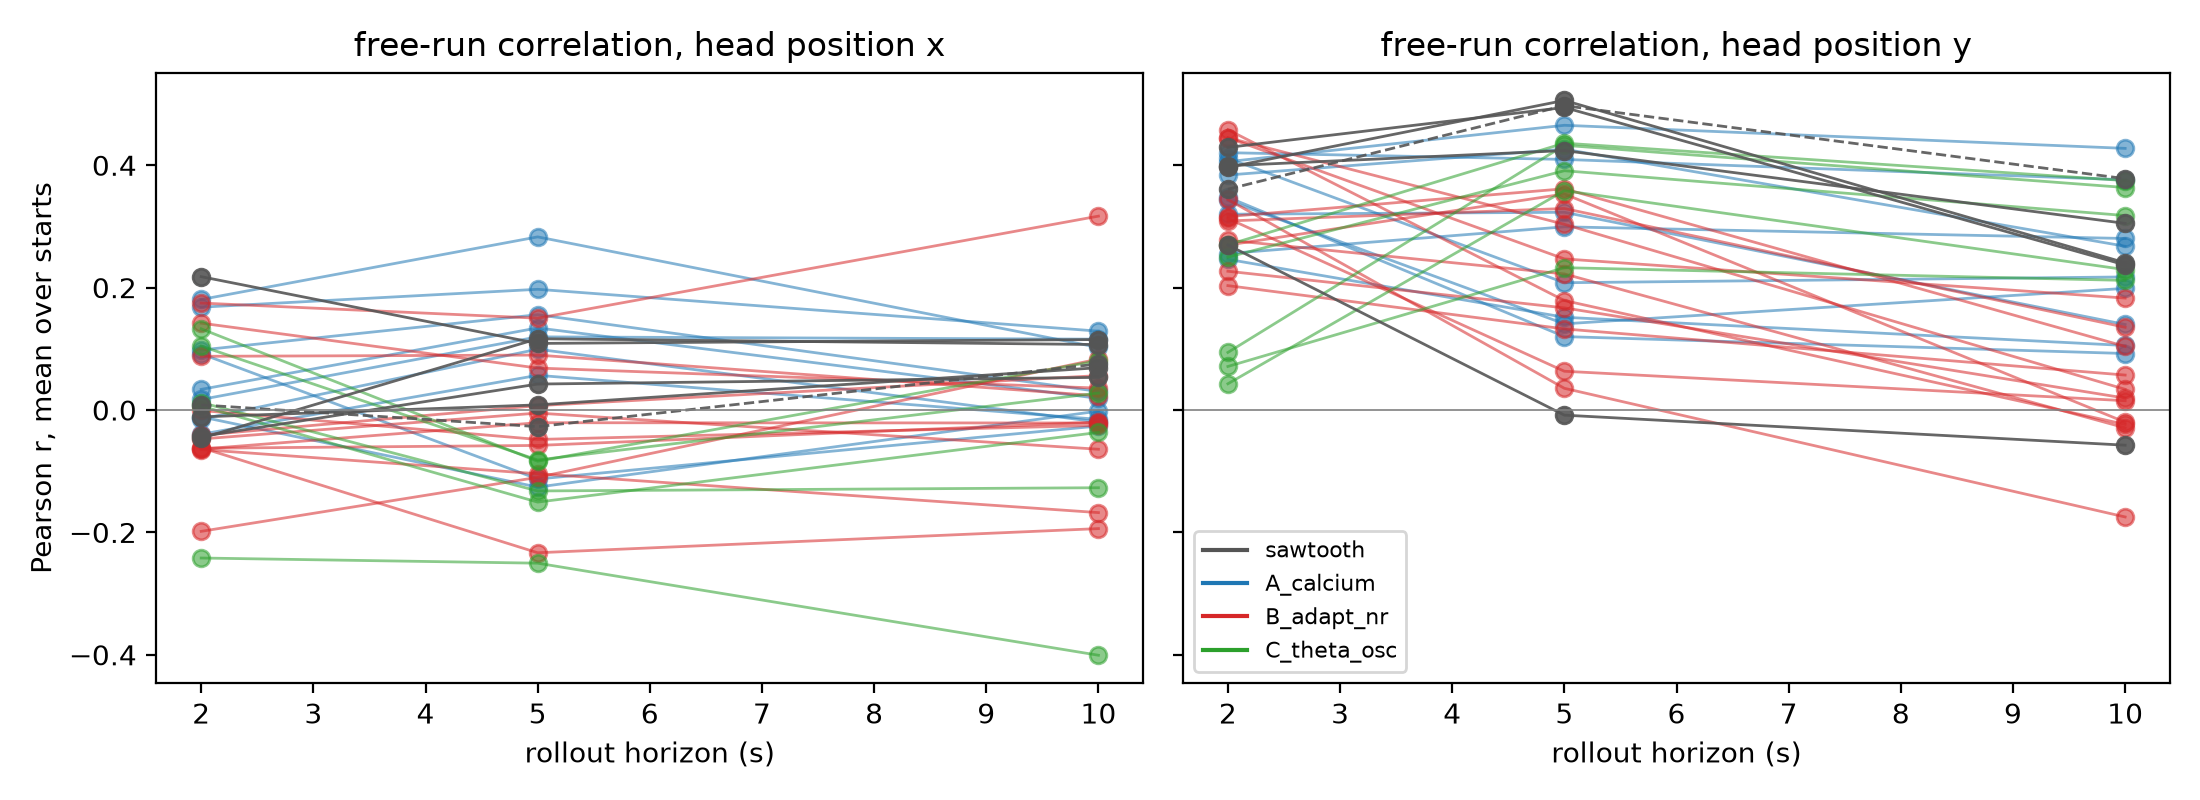 free-run correlation, head position x
free-run correlation, head position y
Pearson r, mean over starts
0.4
0.2
0.0
−0.2
−0.4
2 3 4 5 6 7 8 9 10
rollout horizon (s)
sawtooth
A_calcium
B_adapt_nr
C_theta_osc
2 3 4 5 6 7 8 9 10
rollout horizon (s)